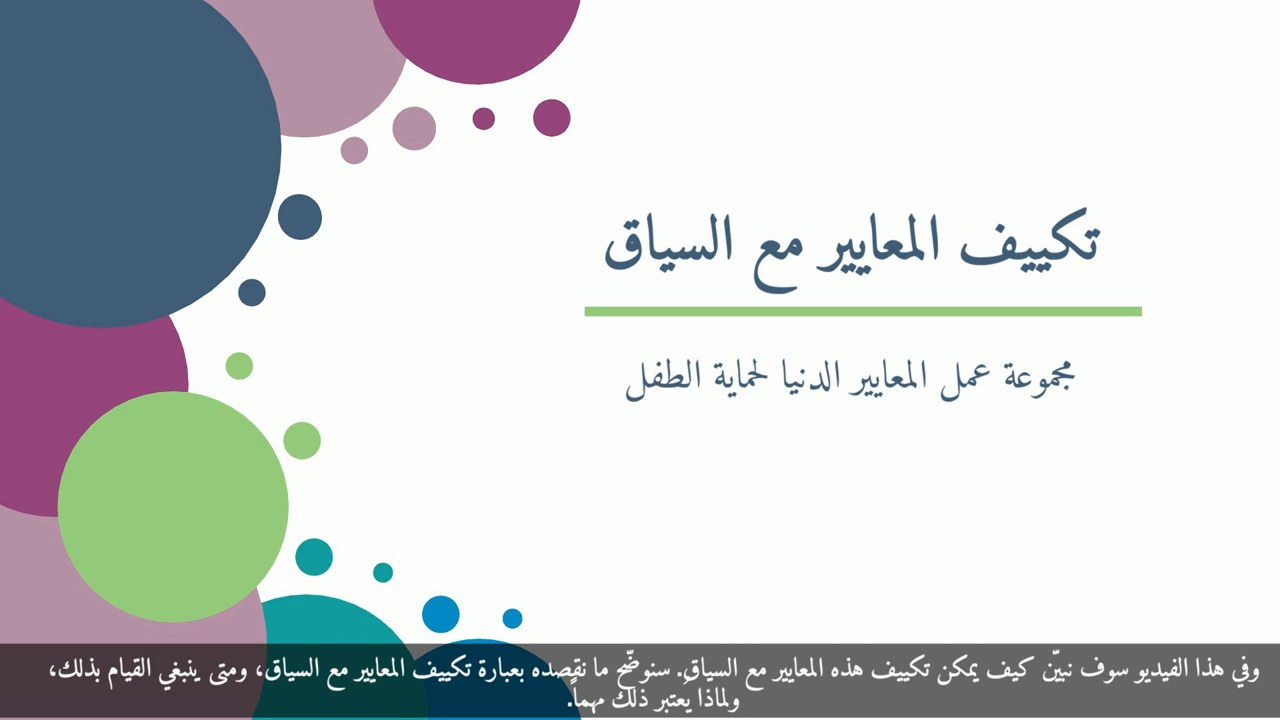 تكييف المعايير مع السياق
مجموعة عمل المعايير الدنيا لحماية الطفل
وفي هذا الفيديو سوف نبيّن كيف يمكن تكييف هذه المعايير مع السياق. سنوضّح ما نقصده بعبارة تكييف المعايير مع السياق، ومتى ينبغي القيام بذلك،
ولماذا يعتبر ذلك مهماً.